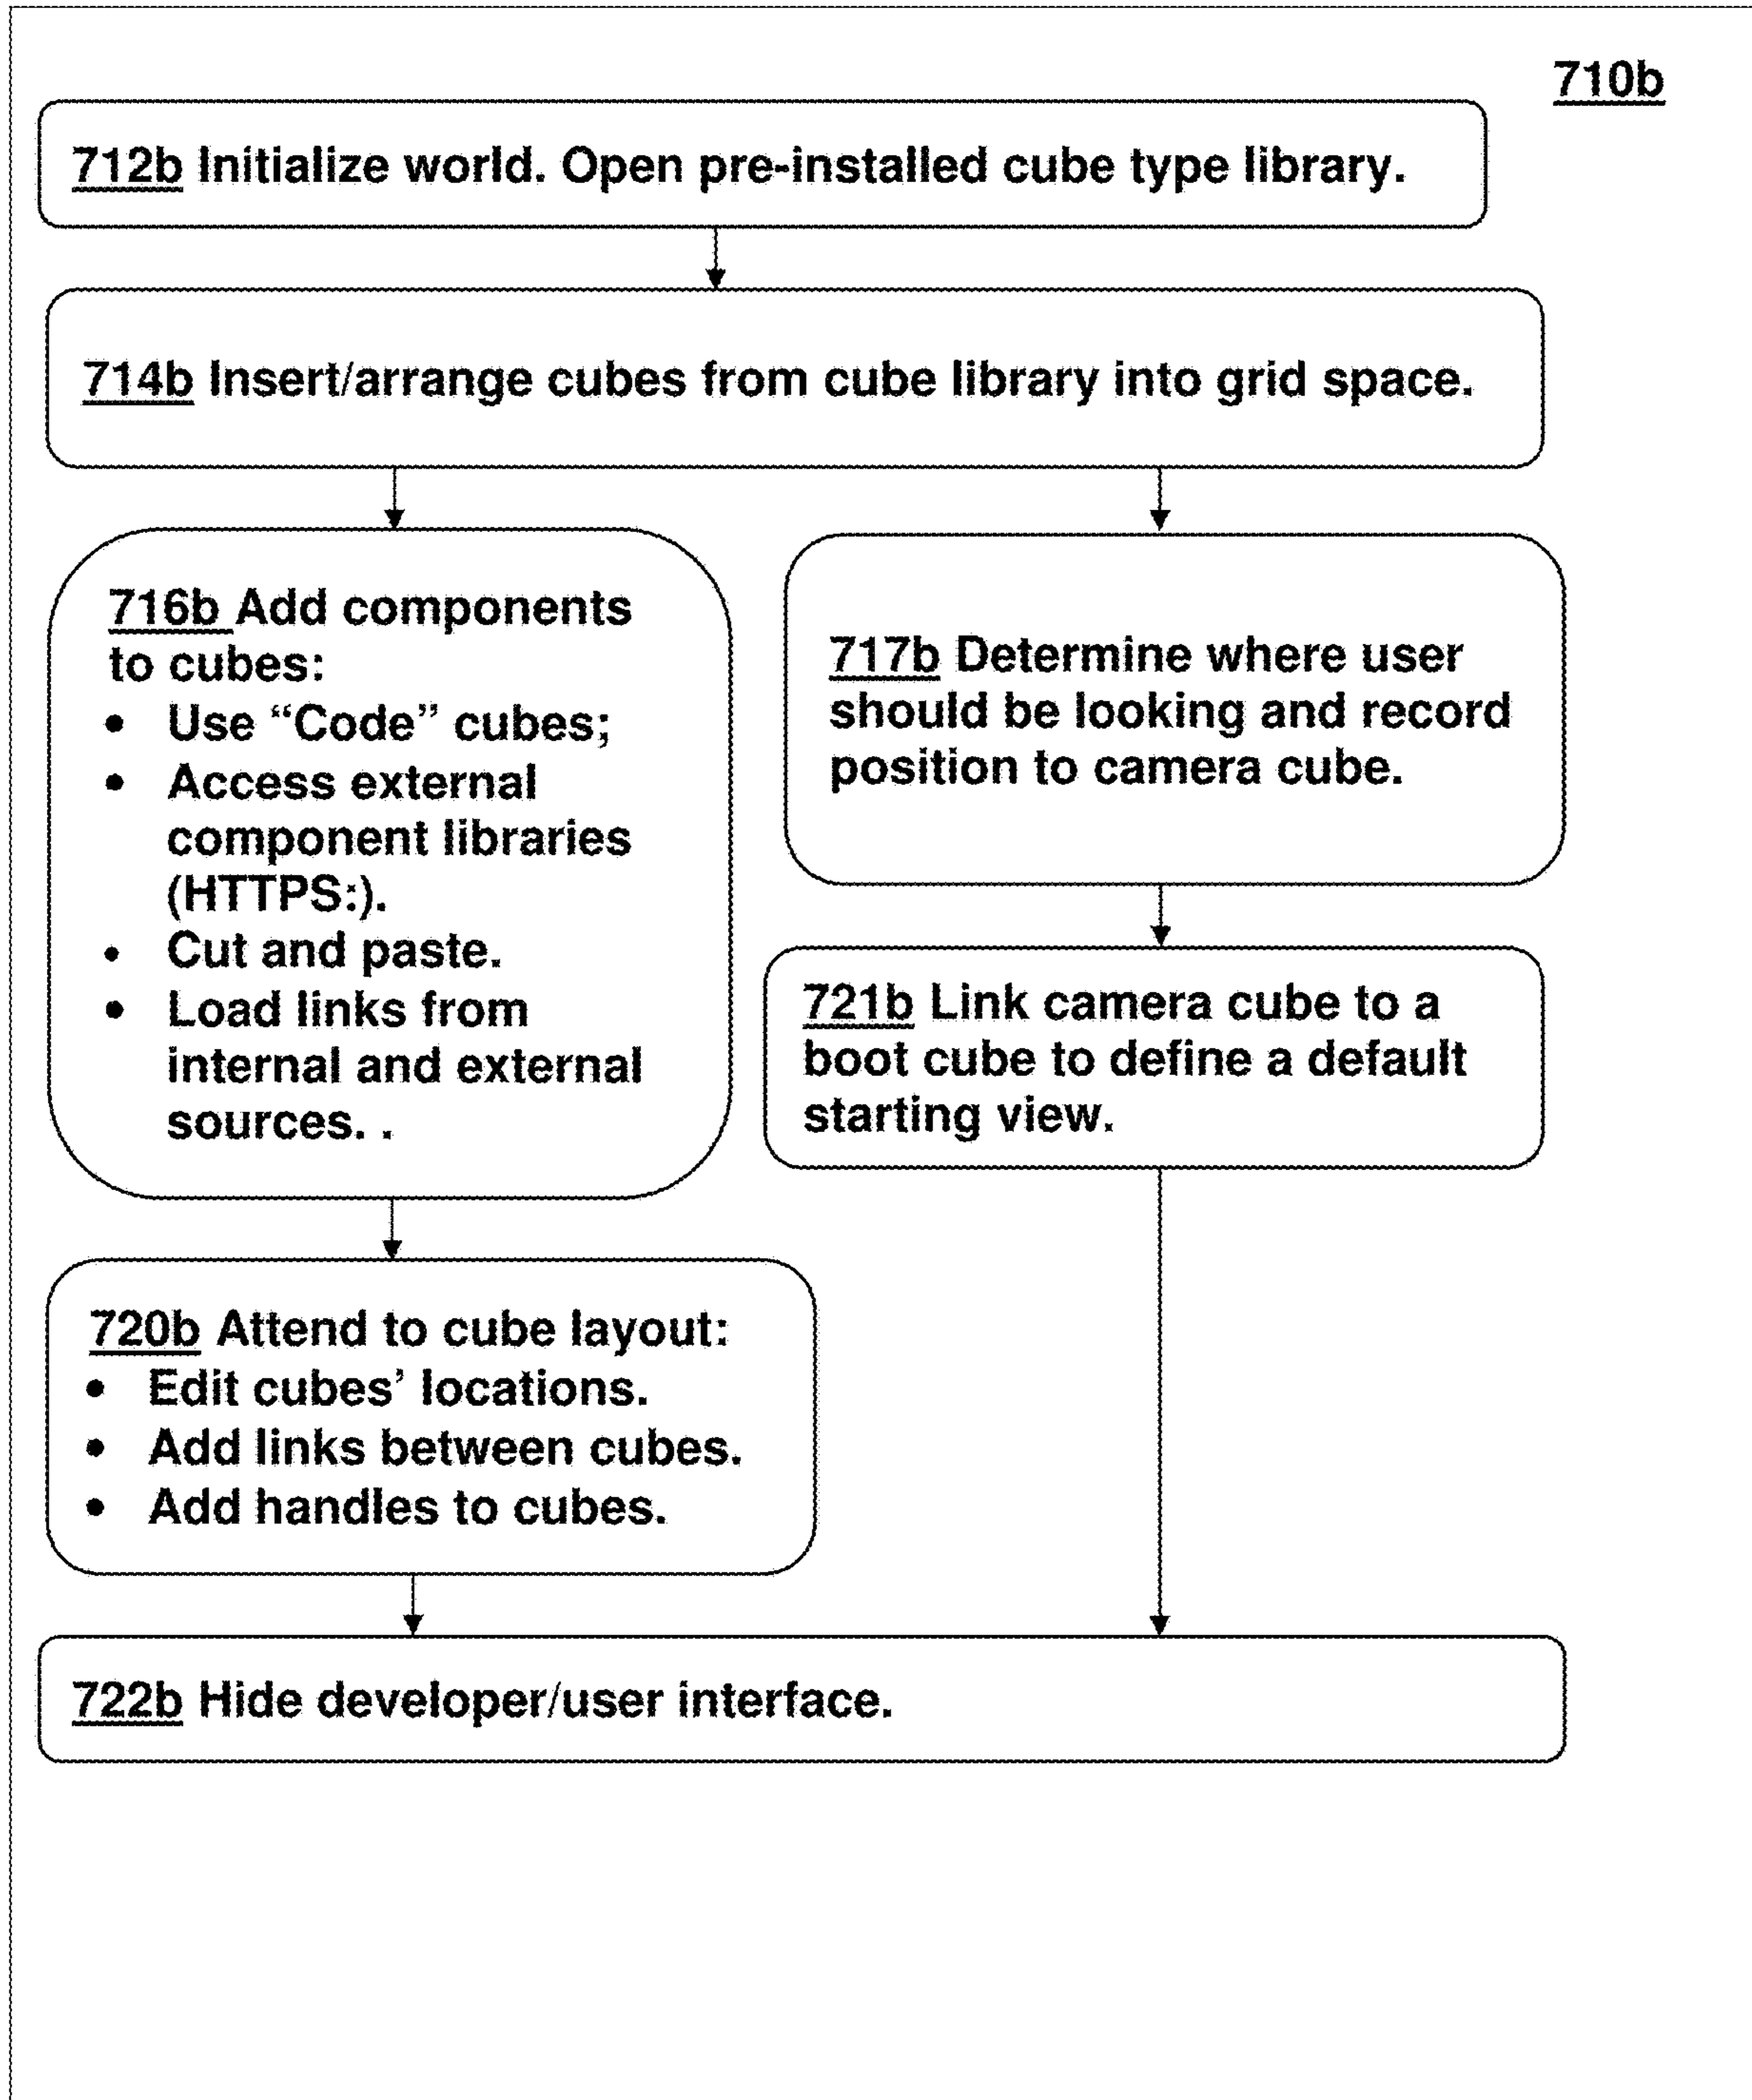 710b
712b Initialize world. Open pre-installed cube type library.
714b Insert/arrange cubes from cube library into grid space.
716b Add components
to cubes:
• Use “Code” cubes;
• Access external
component libraries
(HTTPS:).
• Cut and paste.
• Load links from
internal and external
sources. .
717b Determine where user
should be looking and record
position to camera cube.
721b Link camera cube to a
boot cube to define a default
starting view.
720b Attend to cube layout:
• Edit cubes’ locations.
• Add links between cubes.
• Add handles to cubes.
722b Hide developer/user interface.